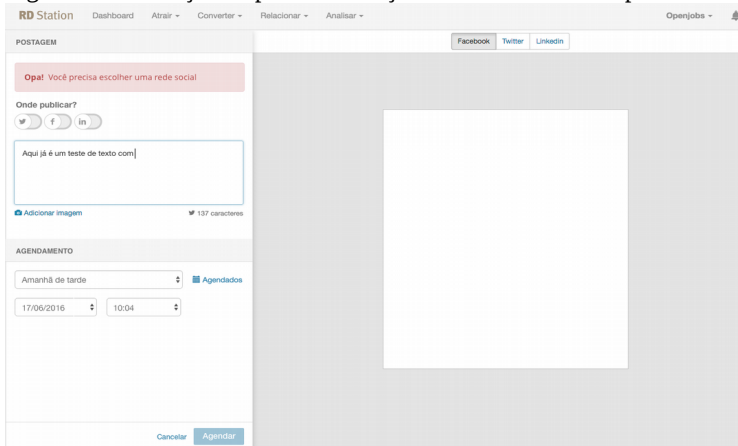 RD Station Dashboard Atrair Converter Relacionar Analisar Openjobs
POSTAGEM
Facebook Twitter Linkedin
Opa! Você precisa escolher uma rede social
Onde publicar?
Aqui já é um teste de texto com
Adicionar imagem 137 caracteres
AGENDAMENTO
Amanhã de tarde Agendados
17/06/2016 10:04
Cancelar Agendar